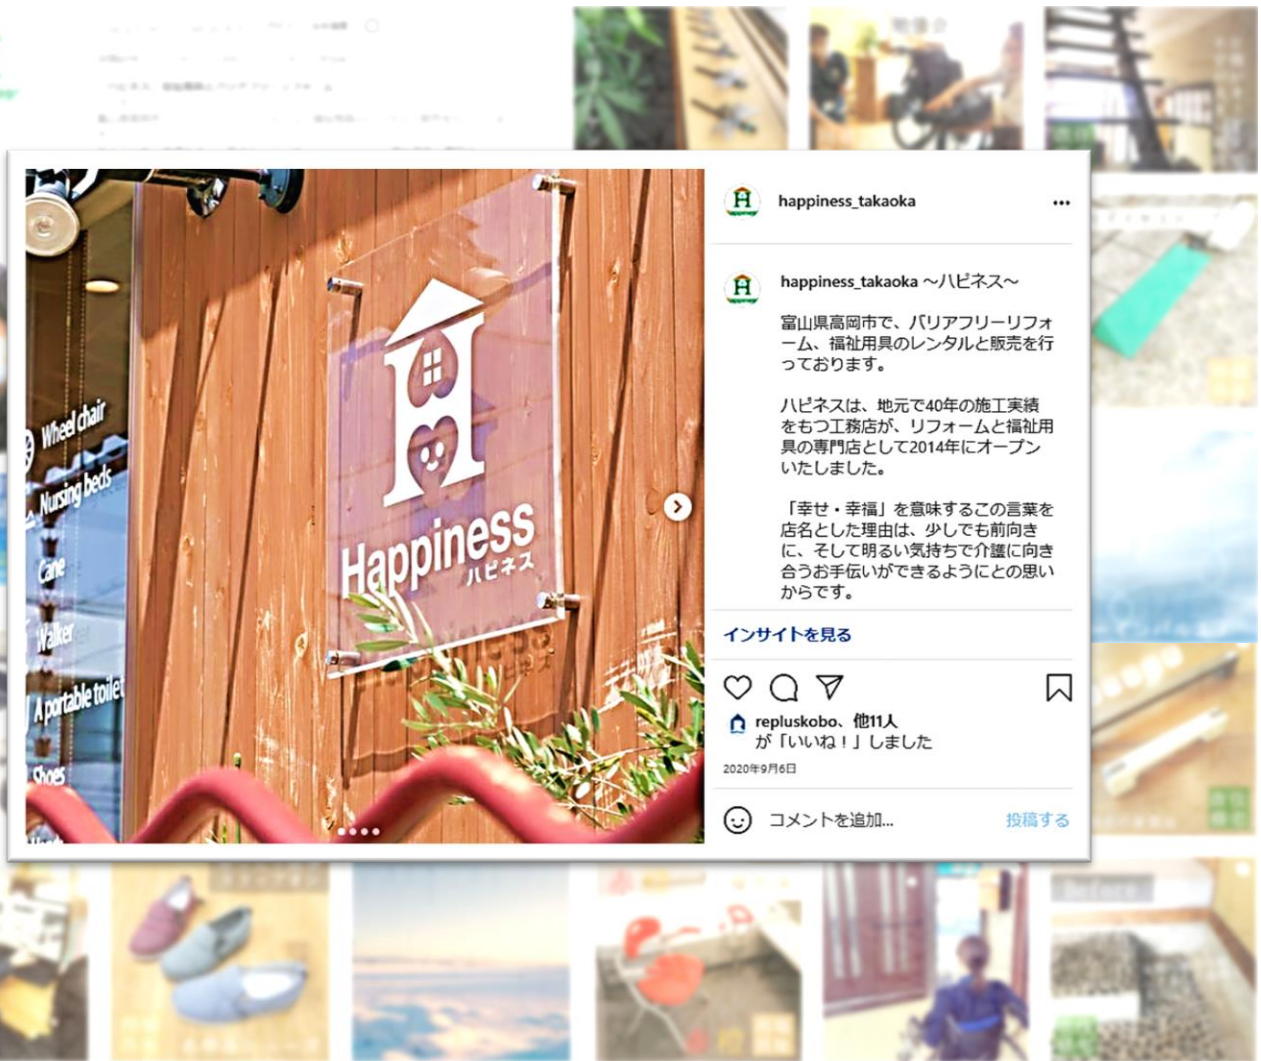 Wheel chair
Nursing beds
Cane
Walker
A portable toilet
Shoes
Happiness
ハピネス
happiness_takaoka
happiness_takaoka 〜ハピネス〜
富山県高岡市で、バリアフリーリフォ
ーム、福祉用具のレンタルと販売を行
っております。
ハピネスは、地元で40年の施工実績
をもつ工務店が、リフォームと福祉用
具の専門店として2014年にオープン
いたしました。
「幸せ・幸福」を意味するこの言葉を
店名とした理由は、少しでも前向き
に、そして明るい気持ちで介護に向き
合うお手伝いができるようにとの思い
からです。
インサイトを見る
repluskobo、他11人
が「いいね！」しました
2020年9月6日
コメントを追加...
投稿する
Before